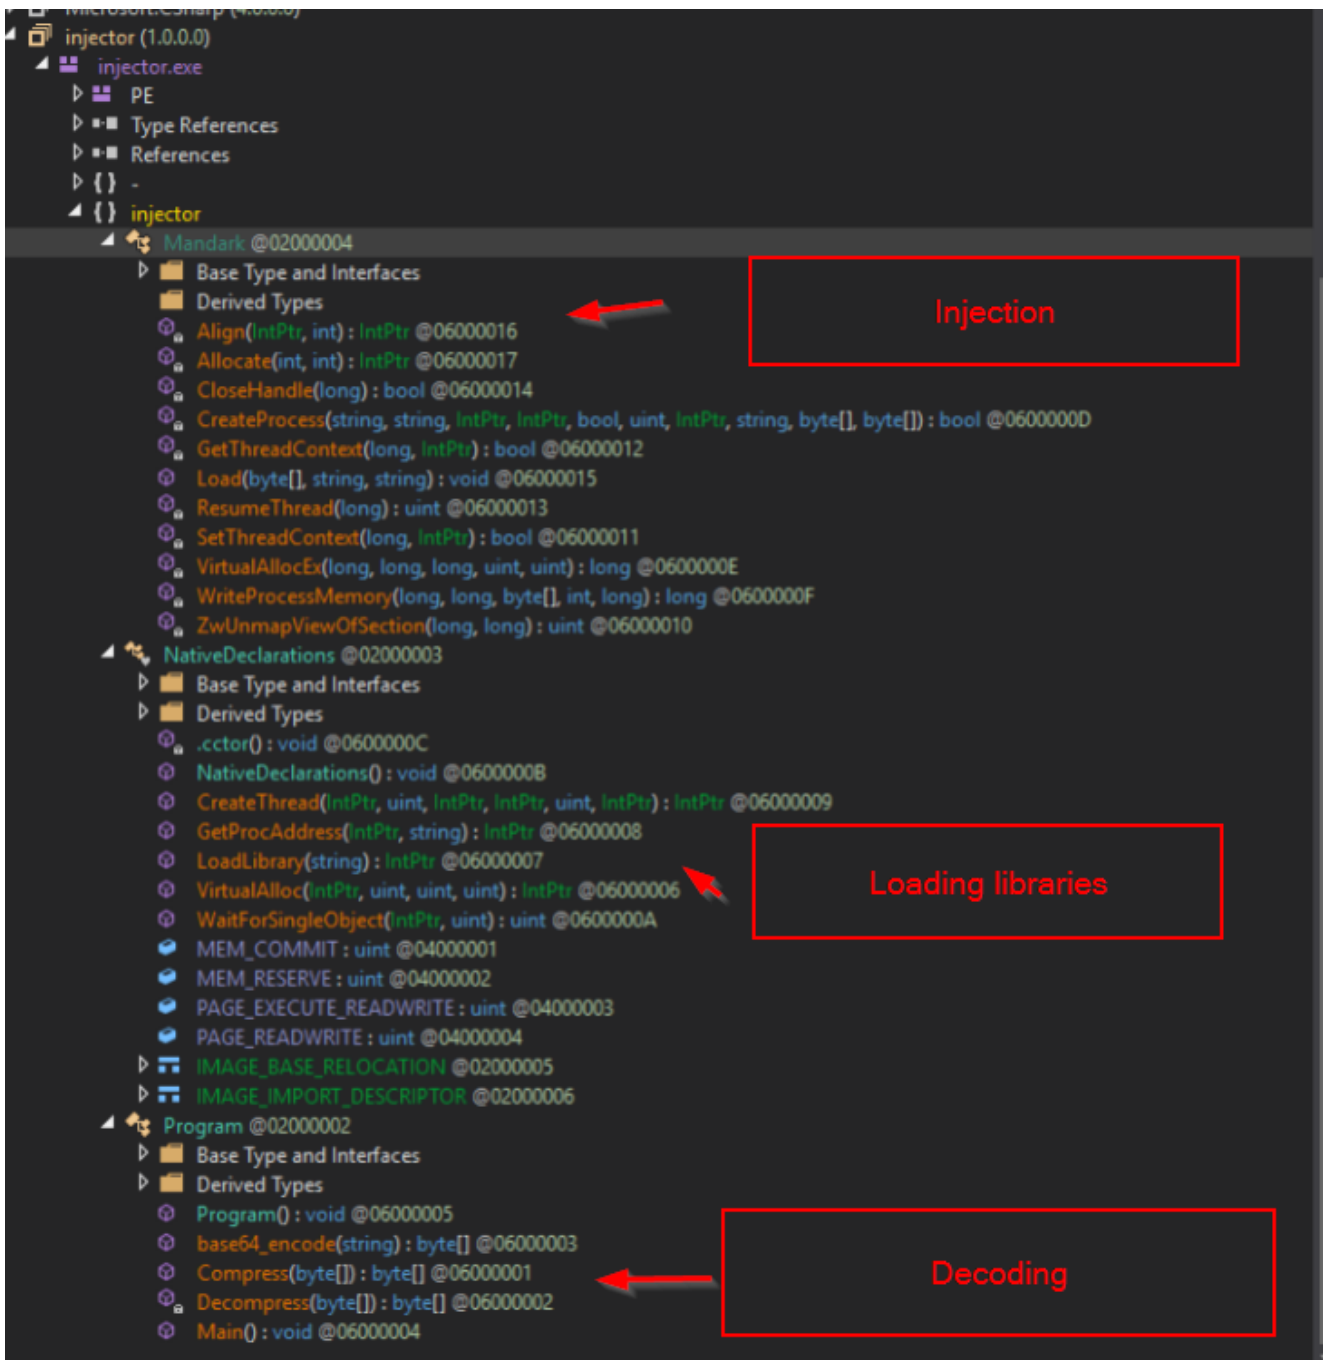 Microsoft.CSharp (4.0.0.0)
injector (1.0.0.0)
injector.exe
PE
Type References
References
{ } -
{ } injector
Mandark @02000004
Base Type and Interfaces
Derived Types
Injection
Align(IntPtr, int) : IntPtr @06000016
Allocate(int, int) : IntPtr @06000017
CloseHandle(long) : bool @06000014
CreateProcess(string, string, IntPtr, IntPtr, bool, uint, IntPtr, string, byte[], byte[]) : bool @0600000D
GetThreadContext(long, IntPtr) : bool @06000012
Load(byte[], string, string) : void @06000015
ResumeThread(long) : uint @06000013
SetThreadContext(long, IntPtr) : bool @06000011
VirtualAllocEx(long, long, long, uint, uint) : long @0600000E
WriteProcessMemory(long, long, byte[], int, long) : long @0600000F
ZwUnmapViewOfSection(long, long) : uint @06000010
NativeDeclarations @02000003
Base Type and Interfaces
Derived Types
.cctor() : void @0600000C
NativeDeclarations() : void @0600000B
CreateThread(IntPtr, uint, IntPtr, IntPtr, uint, IntPtr) : IntPtr @06000009
GetProcAddress(IntPtr, string) : IntPtr @06000008
LoadLibrary(string) : IntPtr @06000007
Loading libraries
VirtualAlloc(IntPtr, uint, uint, uint) : IntPtr @06000006
WaitForSingleObject(IntPtr, uint) : uint @0600000A
MEM_COMMIT : uint @04000001
MEM_RESERVE : uint @04000002
PAGE_EXECUTE_READWRITE : uint @04000003
PAGE_READWRITE : uint @04000004
IMAGE_BASE_RELOCATION @02000005
IMAGE_IMPORT_DESCRIPTOR @02000006
Program @02000002
Base Type and Interfaces
Derived Types
Program() : void @06000005
base64_encode(string) : byte[] @06000003
Compress(byte[]) : byte[] @06000001
Decoding
Decompress(byte[]) : byte[] @06000002
Main() : void @06000004